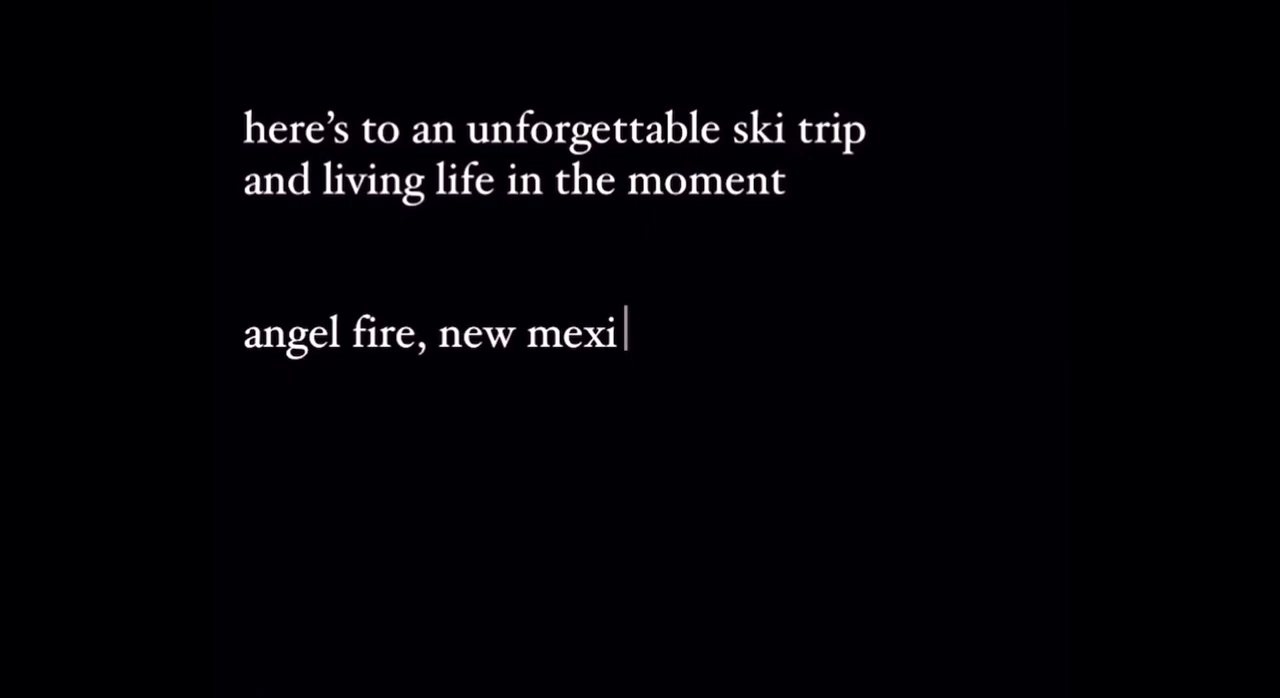 here’s to an unforgettable ski trip
and living life in the moment
angel fire, new mexi